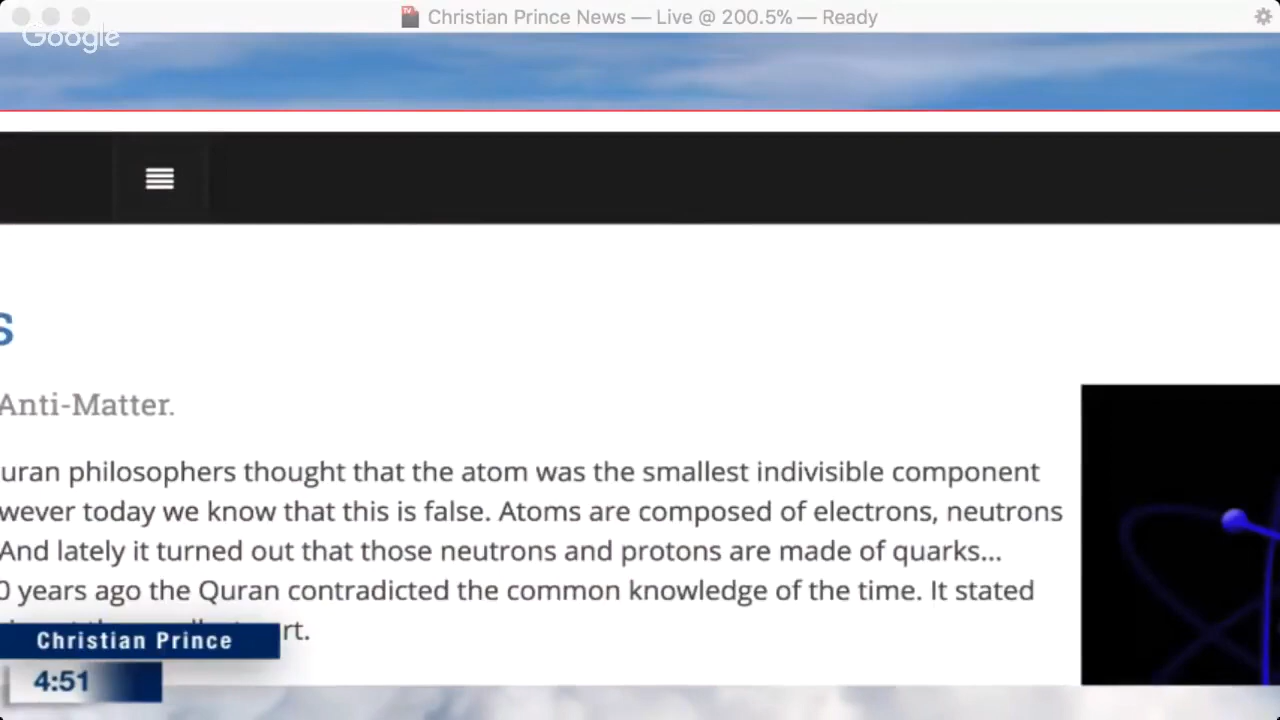 Christian Prince News — Live @ 200.5% — Ready
Google
s
Anti-Matter.
uran philosophers thought that the atom was the smallest indivisible component
wever today we know that this is false. Atoms are composed of electrons, neutrons
And lately it turned out that those neutrons and protons are made of quarks...
0 years ago the Quran contradicted the common knowledge of the time. It stated
rt.
Christian Prince
4:51